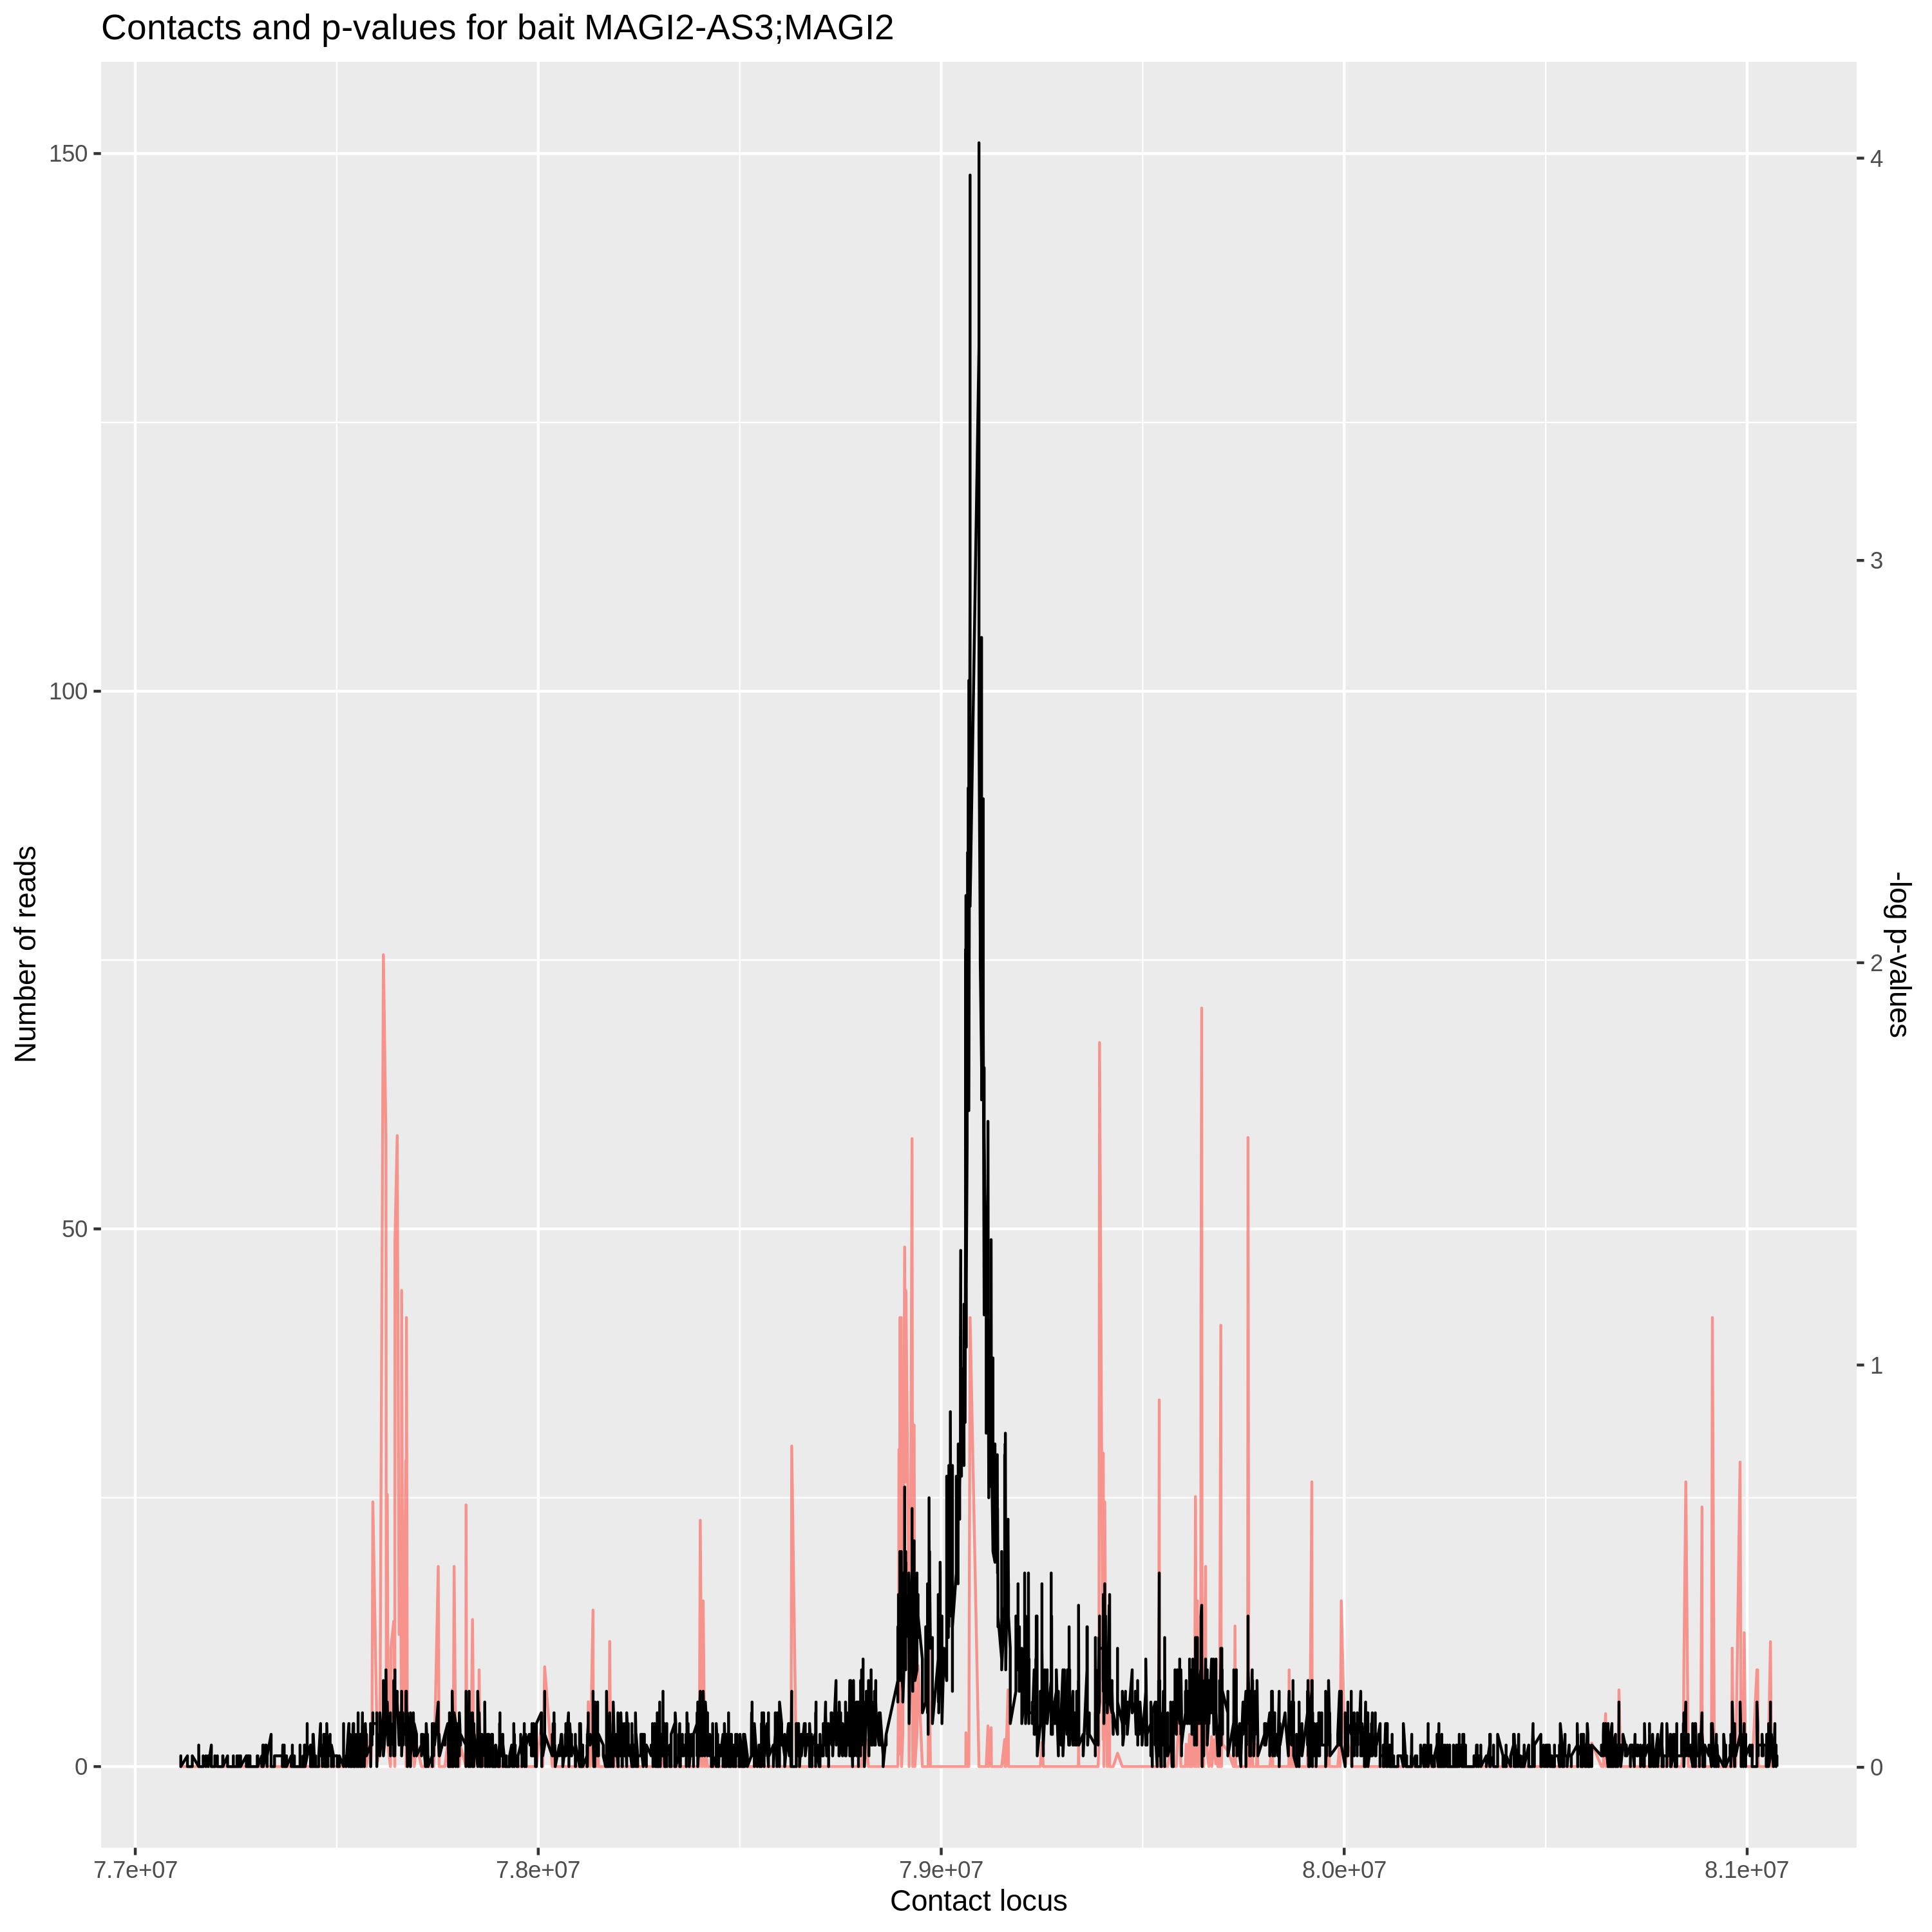 Contacts and p-values for bait MAGI2-AS3;MAGI2
150
100
50
0
Number of reads
4
3
2
1
0
-log p-values
7.7e+07
7.8e+07
7.9e+07
8.0e+07
8.1e+07
Contact locus